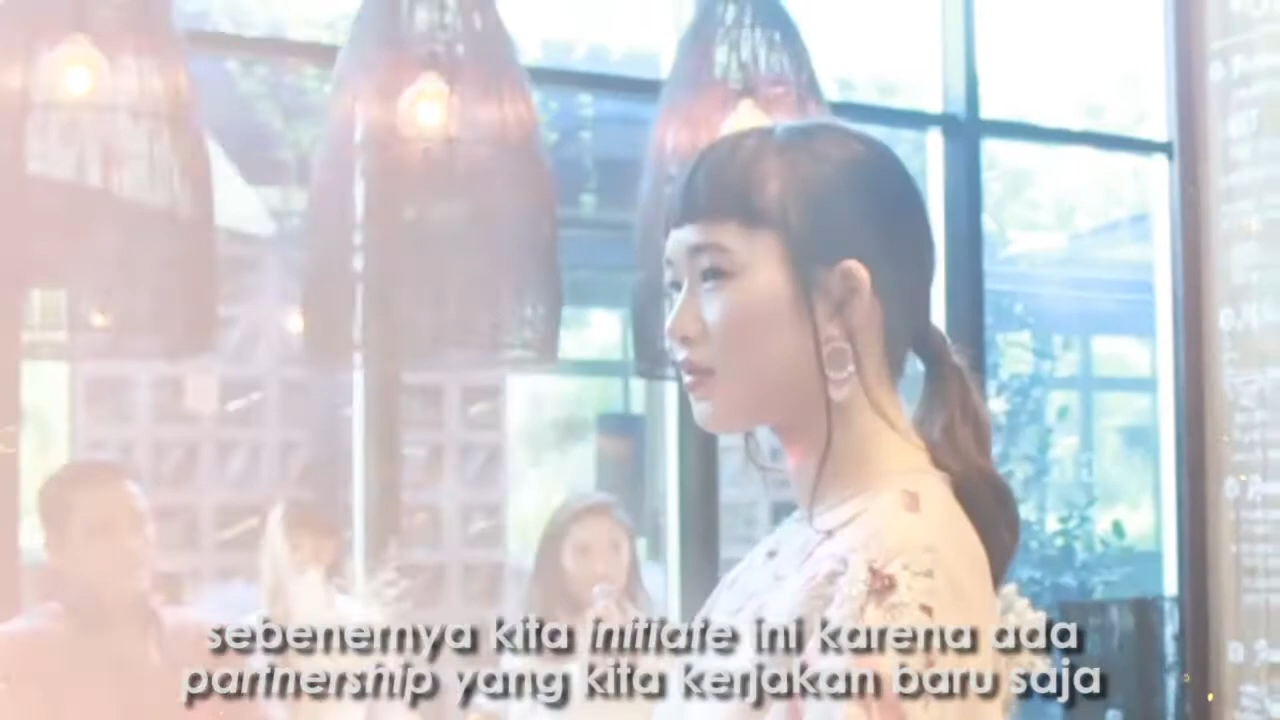 sebenernya kita initiate ini karena ada
partnership yang kita kerjakan baru saja